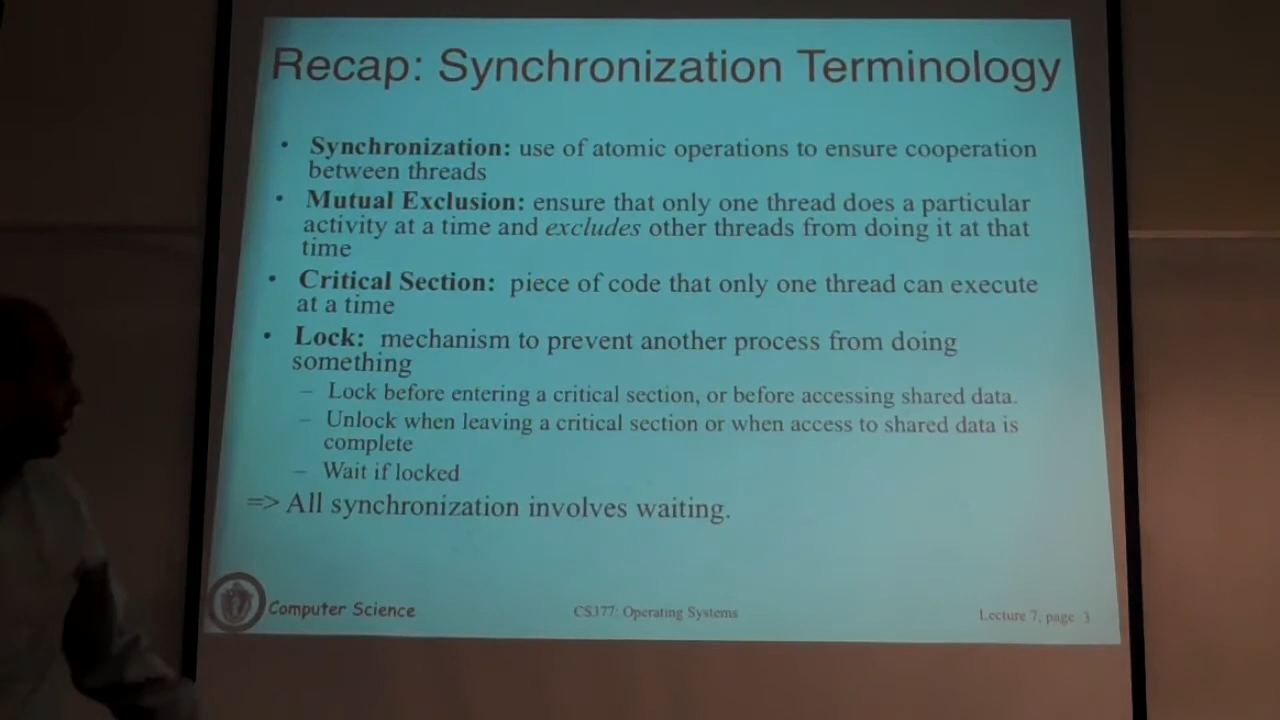 Recap: Synchronization Terminology
• Synchronization: use of atomic operations to ensure cooperation
between threads
• Mutual Exclusion: ensure that only one thread does a particular
activity at a time and excludes other threads from doing it at that
time
• Critical Section: piece of code that only one thread can execute
at a time
• Lock: mechanism to prevent another process from doing
something
– Lock before entering a critical section, or before accessing shared data.
– Unlock when leaving a critical section or when access to shared data is
complete
– Wait if locked
=> All synchronization involves waiting.
Computer Science
CS377: Operating Systems
Lecture 7, page 3